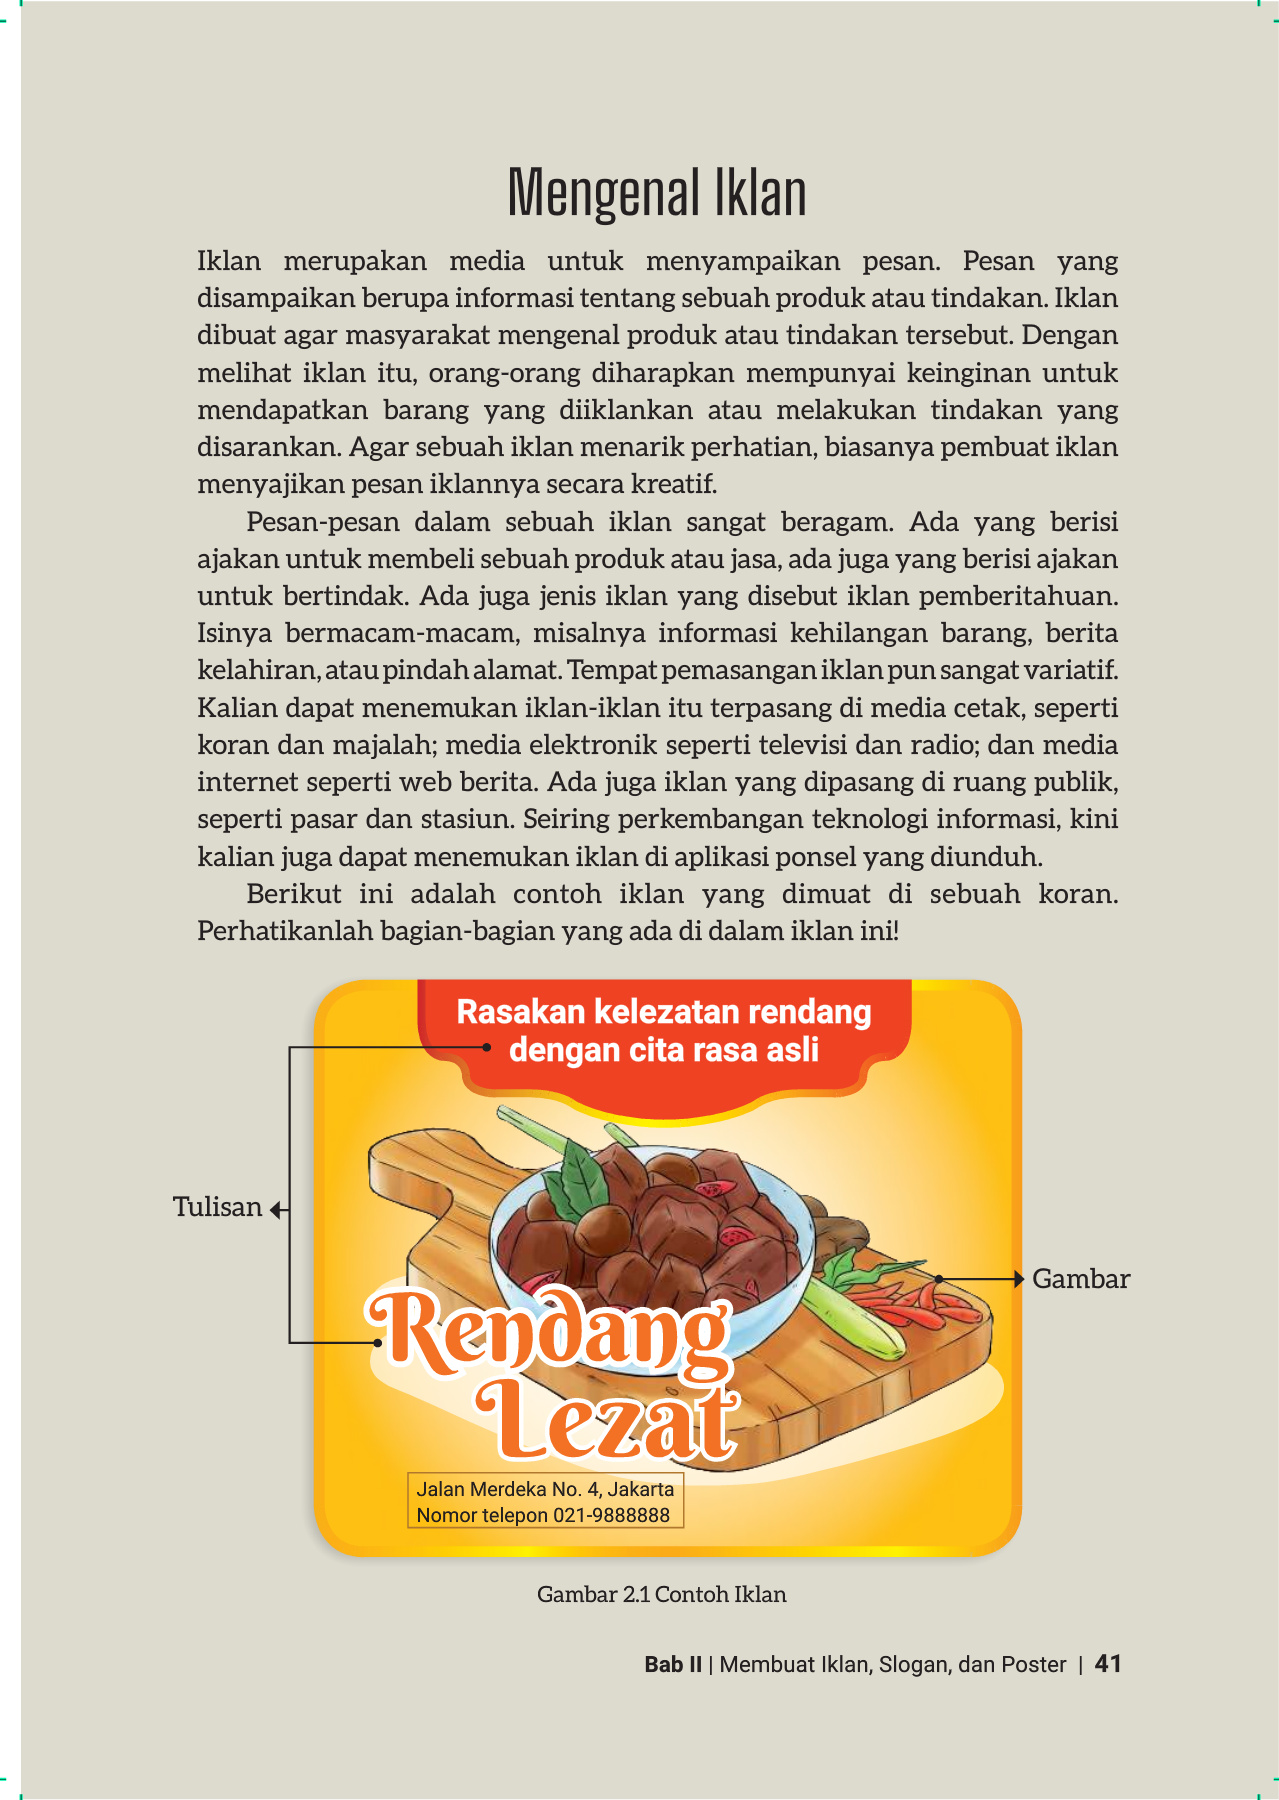 Mengenal Iklan
Iklan merupakan media untuk menyampaikan pesan. Pesan yang
disampaikan berupa informasi tentang sebuah produk atau tindakan. Iklan
dibuat agar masyarakat mengenal produk atau tindakan tersebut. Dengan
melihat iklan itu, orang-orang diharapkan mempunyai keinginan untuk
mendapatkan barang yang diiklankan atau melakukan tindakan yang
disarankan. Agar sebuah iklan menarik perhatian, biasanya pembuat iklan
menyajikan pesan iklannya secara kreatif.
Pesan-pesan dalam sebuah iklan sangat beragam. Ada yang berisi
ajakan untuk membeli sebuah produk atau jasa, ada juga yang berisi ajakan
untuk bertindak. Ada juga jenis iklan yang disebut iklan pemberitahuan.
Isinya bermacam-macam, misalnya informasi kehilangan barang, berita
kelahiran, atau pindah alamat. Tempat pemasangan iklan pun sangat variatif.
Kalian dapat menemukan iklan-iklan itu terpasang di media cetak, seperti
koran dan majalah; media elektronik seperti televisi dan radio; dan media
internet seperti web berita. Ada juga iklan yang dipasang di ruang publik,
seperti pasar dan stasiun. Seiring perkembangan teknologi informasi, kini
kalian juga dapat menemukan iklan di aplikasi ponsel yang diunduh.
Berikut ini adalah contoh iklan yang dimuat di sebuah koran.
Perhatikanlah bagian-bagian yang ada di dalam iklan ini!
Rasakan kelezatan rendang
dengan cita rasa asli
Tulisan
Gambar
Rendang
Lezat
Jalan Merdeka No. 4, Jakarta
Nomor telepon 021-9888888
Gambar 2.1 Contoh Iklan
Bab II | Membuat Iklan, Slogan, dan Poster | 41